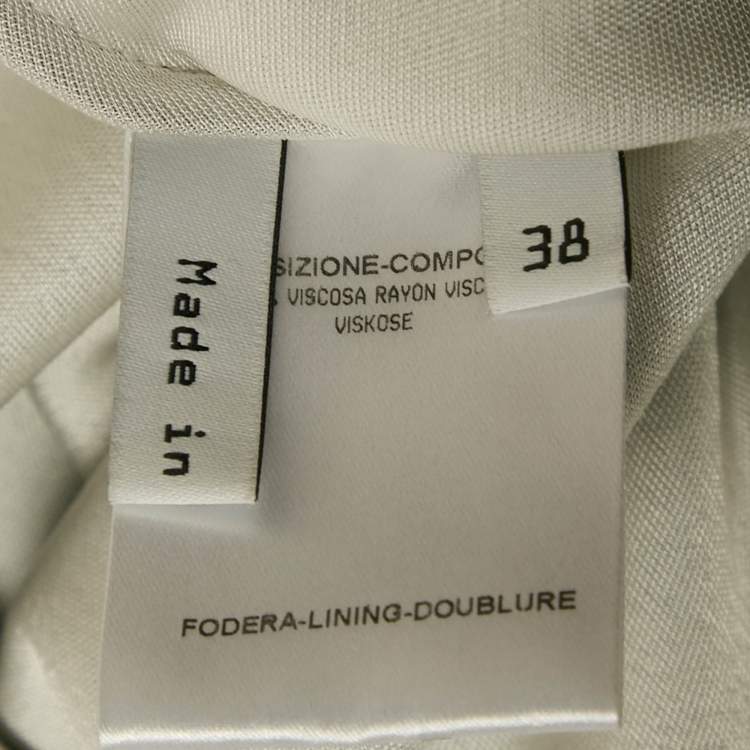 Made in
38
SIZIONE-COMPO
VISCOSA RAYON VISC
VISKOSE
FODERA-LINING-DOUBLURE